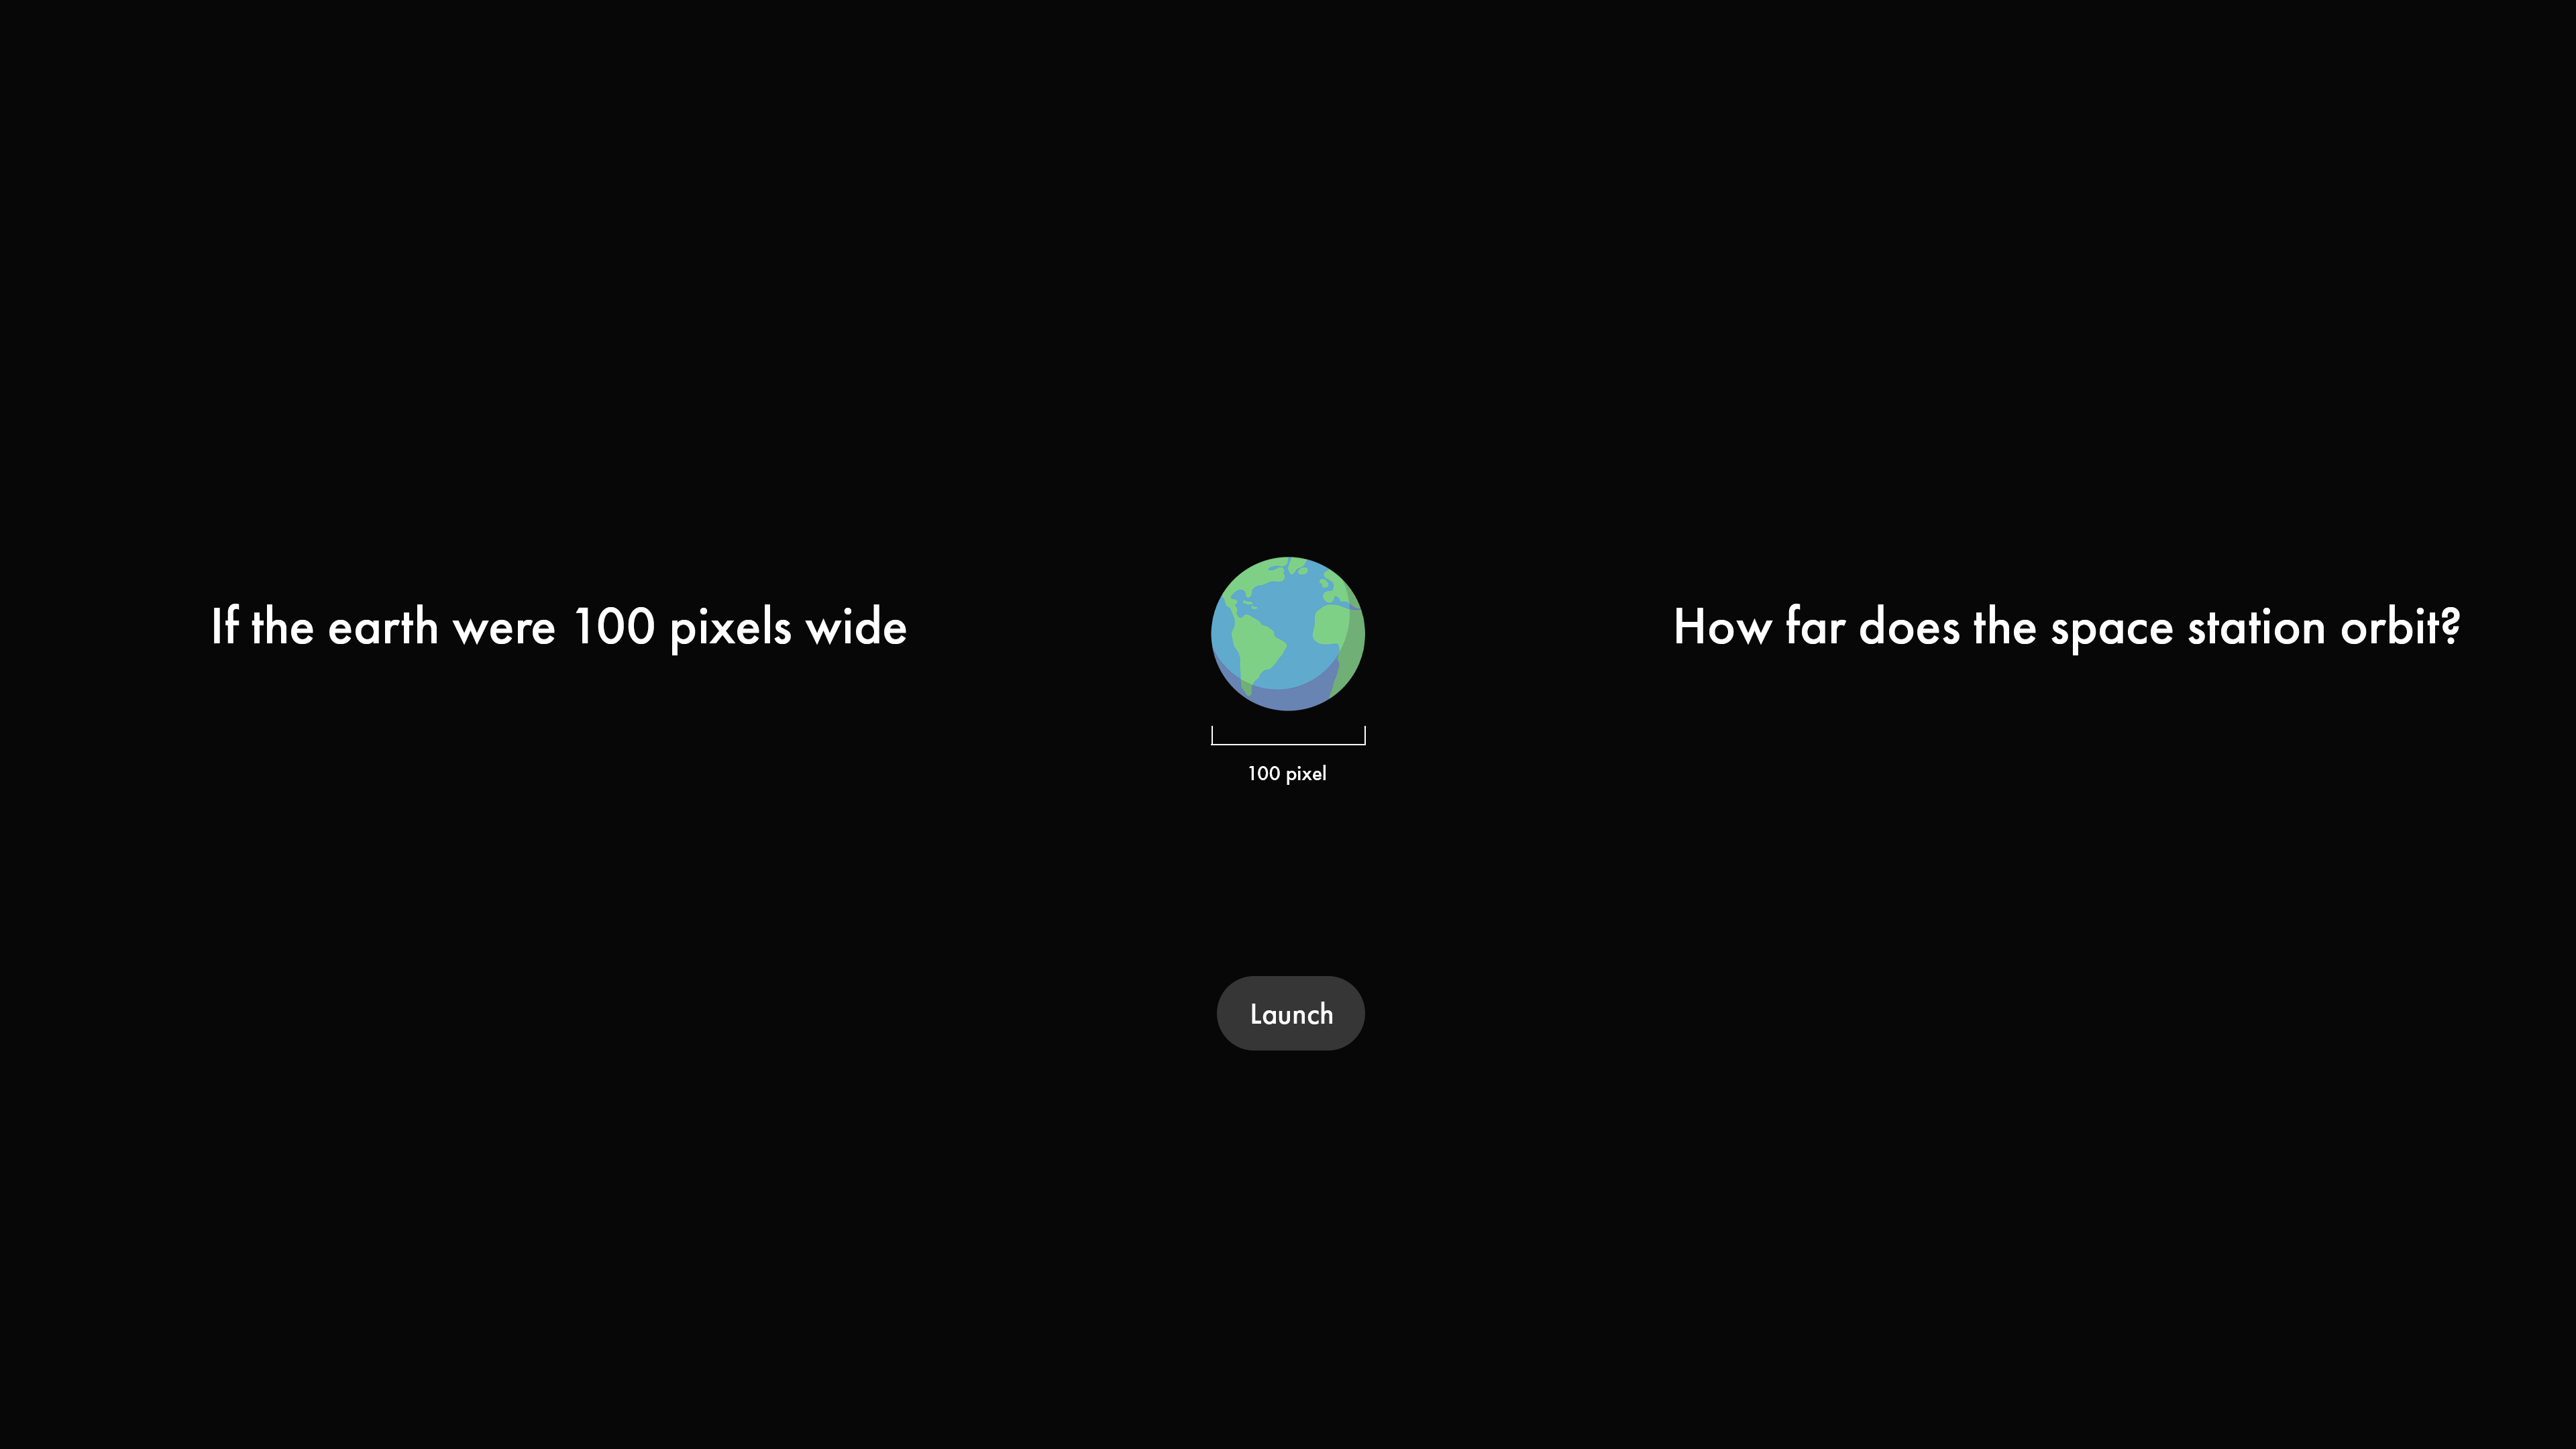 If the earth were 100 pixels wide
How far does the space station orbit?
100 pixel
Launch